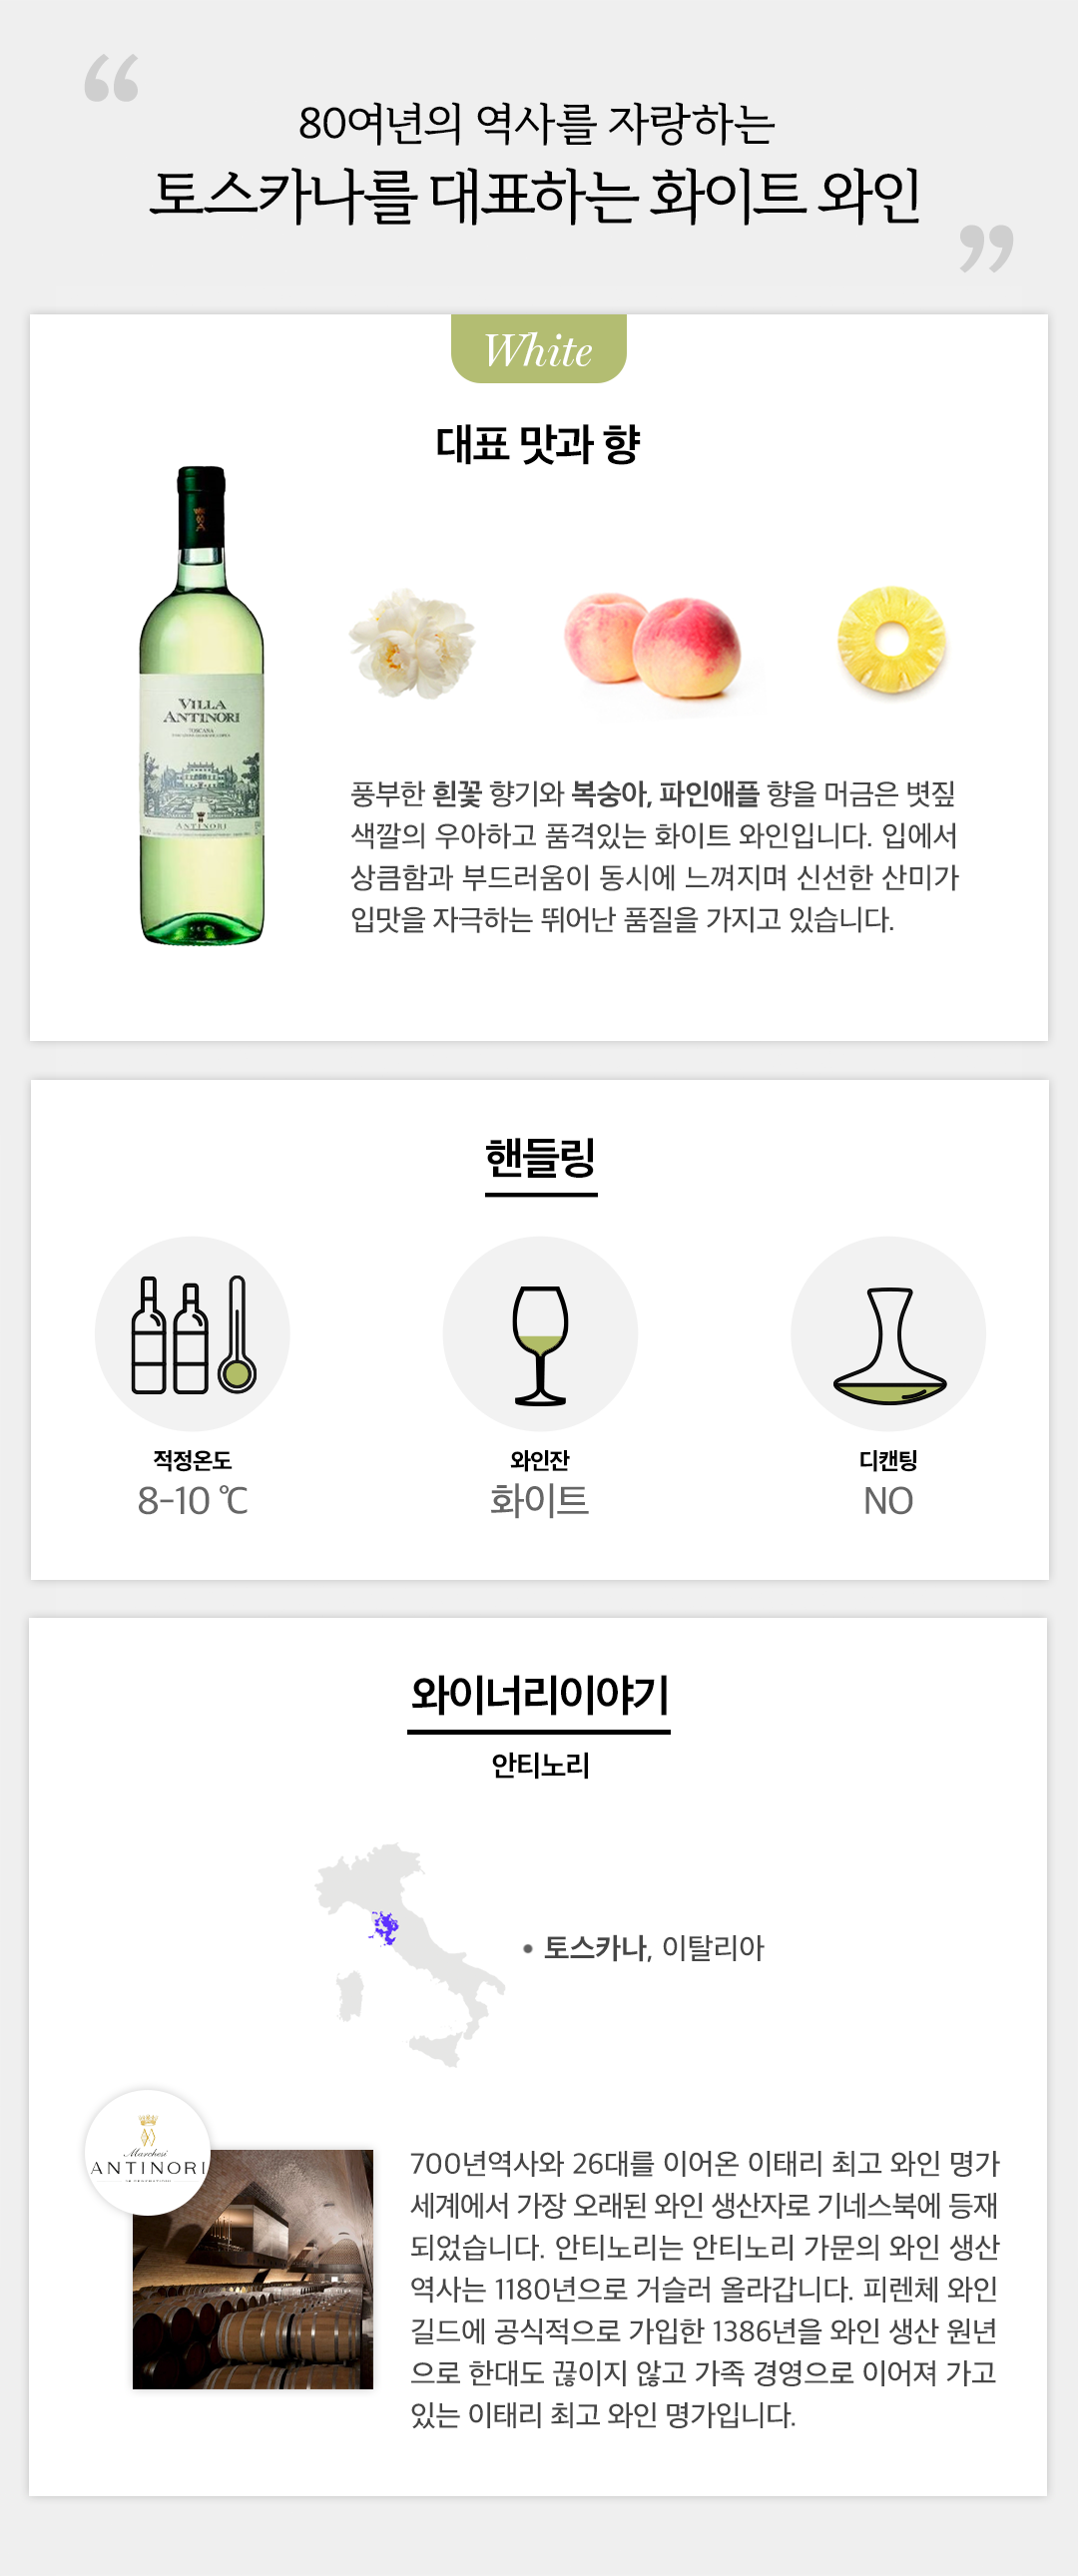 “
80여년의 역사를 자랑하는
토스카나를 대표하는 화이트 와인
”
White
대표 맛과 향
VILLA
ANTINORI
TOSCANA
ANTINORI
풍부한 흰꽃 향기와 복숭아, 파인애플 향을 머금은 볏짚
색깔의 우아하고 품격있는 화이트 와인입니다. 입에서
상큼함과 부드러움이 동시에 느껴지며 신선한 산미가
입맛을 자극하는 뛰어난 품질을 가지고 있습니다.
핸들링
적정온도
8-10 ℃
와인잔
화이트
디캔팅
NO
와이너리이야기
안티노리
• 토스카나, 이탈리아
Marchesi
ANTINORI
700년역사와 26대를 이어온 이태리 최고 와인 명가
세계에서 가장 오래된 와인 생산자로 기네스북에 등재
되었습니다. 안티노리는 안티노리 가문의 와인 생산
역사는 1180년으로 거슬러 올라갑니다. 피렌체 와인
길드에 공식적으로 가입한 1386년을 와인 생산 원년
으로 한대도 끊이지 않고 가족 경영으로 이어져 가고
있는 이태리 최고 와인 명가입니다.